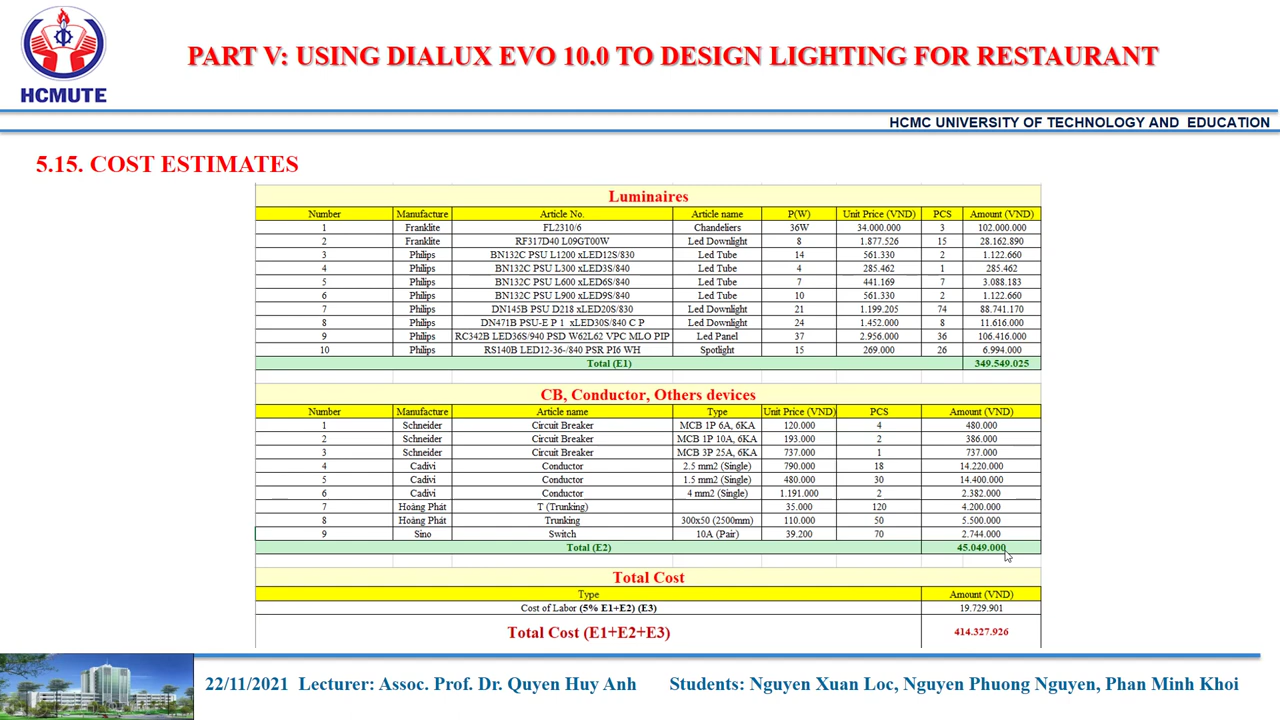 HCMUTE
PART V: USING DIALUX EVO 10.0 TO DESIGN LIGHTING FOR RESTAURANT
HCMC UNIVERSITY OF TECHNOLOGY AND EDUCATION
5.15. COST ESTIMATES
Luminaires
Number Manufacture Article No. Article name P(W) Unit Price (VND) PCS Amount (VND)
1 Franklite FL2310/6 Chandeliers 36W 34.000.000 3 102.000.000
2 Franklite RF317D40 L09GT00W Led Downlight 8 1.877.526 15 28.162.890
3 Philips BN132C PSU L1200 xLED12S/830 Led Tube 14 561.330 2 1.122.660
4 Philips BN132C PSU L300 xLED3S/840 Led Tube 4 285.462 1 285.462
5 Philips BN132C PSU L600 xLED6S/840 Led Tube 7 441.169 7 3.088.183
6 Philips BN132C PSU L900 xLED9S/840 Led Tube 10 561.330 2 1.122.660
7 Philips DN145B PSU D218 xLED20S/830 Led Downlight 21 1.199.205 74 88.741.170
8 Philips DN471B PSU-E P 1 xLED30S/840 C P Led Downlight 24 1.452.000 8 11.616.000
9 Philips RC342B LED36S/940 PSD W62L62 VPC MLO PIP Led Panel 37 2.956.000 36 106.416.000
10 Philips RS140B LED12-36-/840 PSR PI6 WH Spotlight 15 269.000 26 6.994.000
Total (E1) 349.549.025
CB, Conductor, Others devices
Number Manufacture Article name Type Unit Price (VND) PCS Amount (VND)
1 Schneider Circuit Breaker MCB 1P 6A, 6KA 120.000 4 480.000
2 Schneider Circuit Breaker MCB 1P 10A, 6KA 193.000 2 386.000
3 Schneider Circuit Breaker MCB 3P 25A, 6KA 737.000 1 737.000
4 Cadivi Conductor 2.5 mm2 (Single) 790.000 18 14.220.000
5 Cadivi Conductor 1.5 mm2 (Single) 480.000 30 14.400.000
6 Cadivi Conductor 4 mm2 (Single) 1.191.000 2 2.382.000
7 Hoàng Phát T (Trunking) 35.000 120 4.200.000
8 Hoàng Phát Trunking 300x50 (2500mm) 110.000 50 5.500.000
9 Sino Switch 10A (Pair) 39.200 70 2.744.000
Total (E2) 45.049.000
Total Cost
Type Amount (VND)
Cost of Labor (5% E1+E2) (E3) 19.729.901
Total Cost (E1+E2+E3) 414.327.926
22/11/2021 Lecturer: Assoc. Prof. Dr. Quyen Huy Anh Students: Nguyen Xuan Loc, Nguyen Phuong Nguyen, Phan Minh Khoi